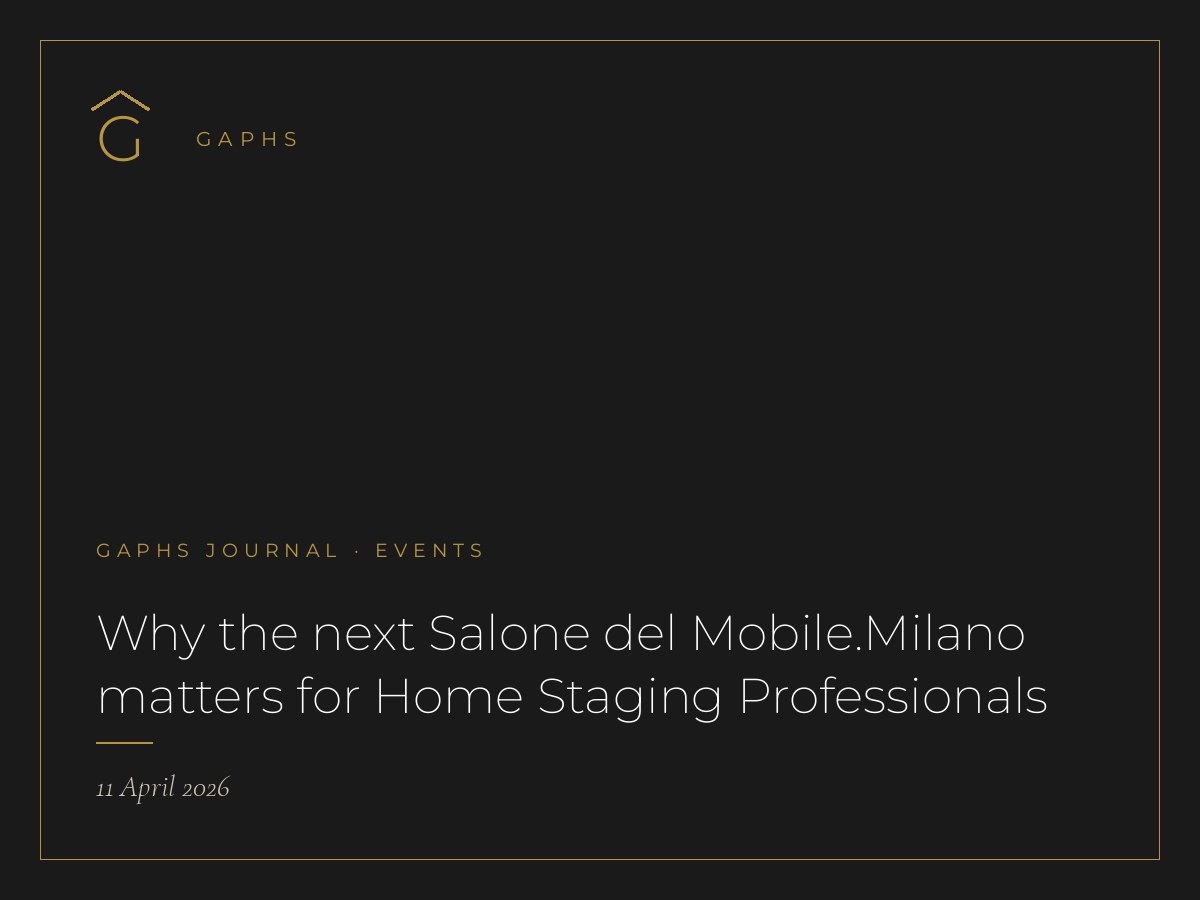 G
GAPHS
GAPHS JOURNAL · EVENTS
Why the next Salone del Mobile.Milano
matters for Home Staging Professionals
11 April 2026